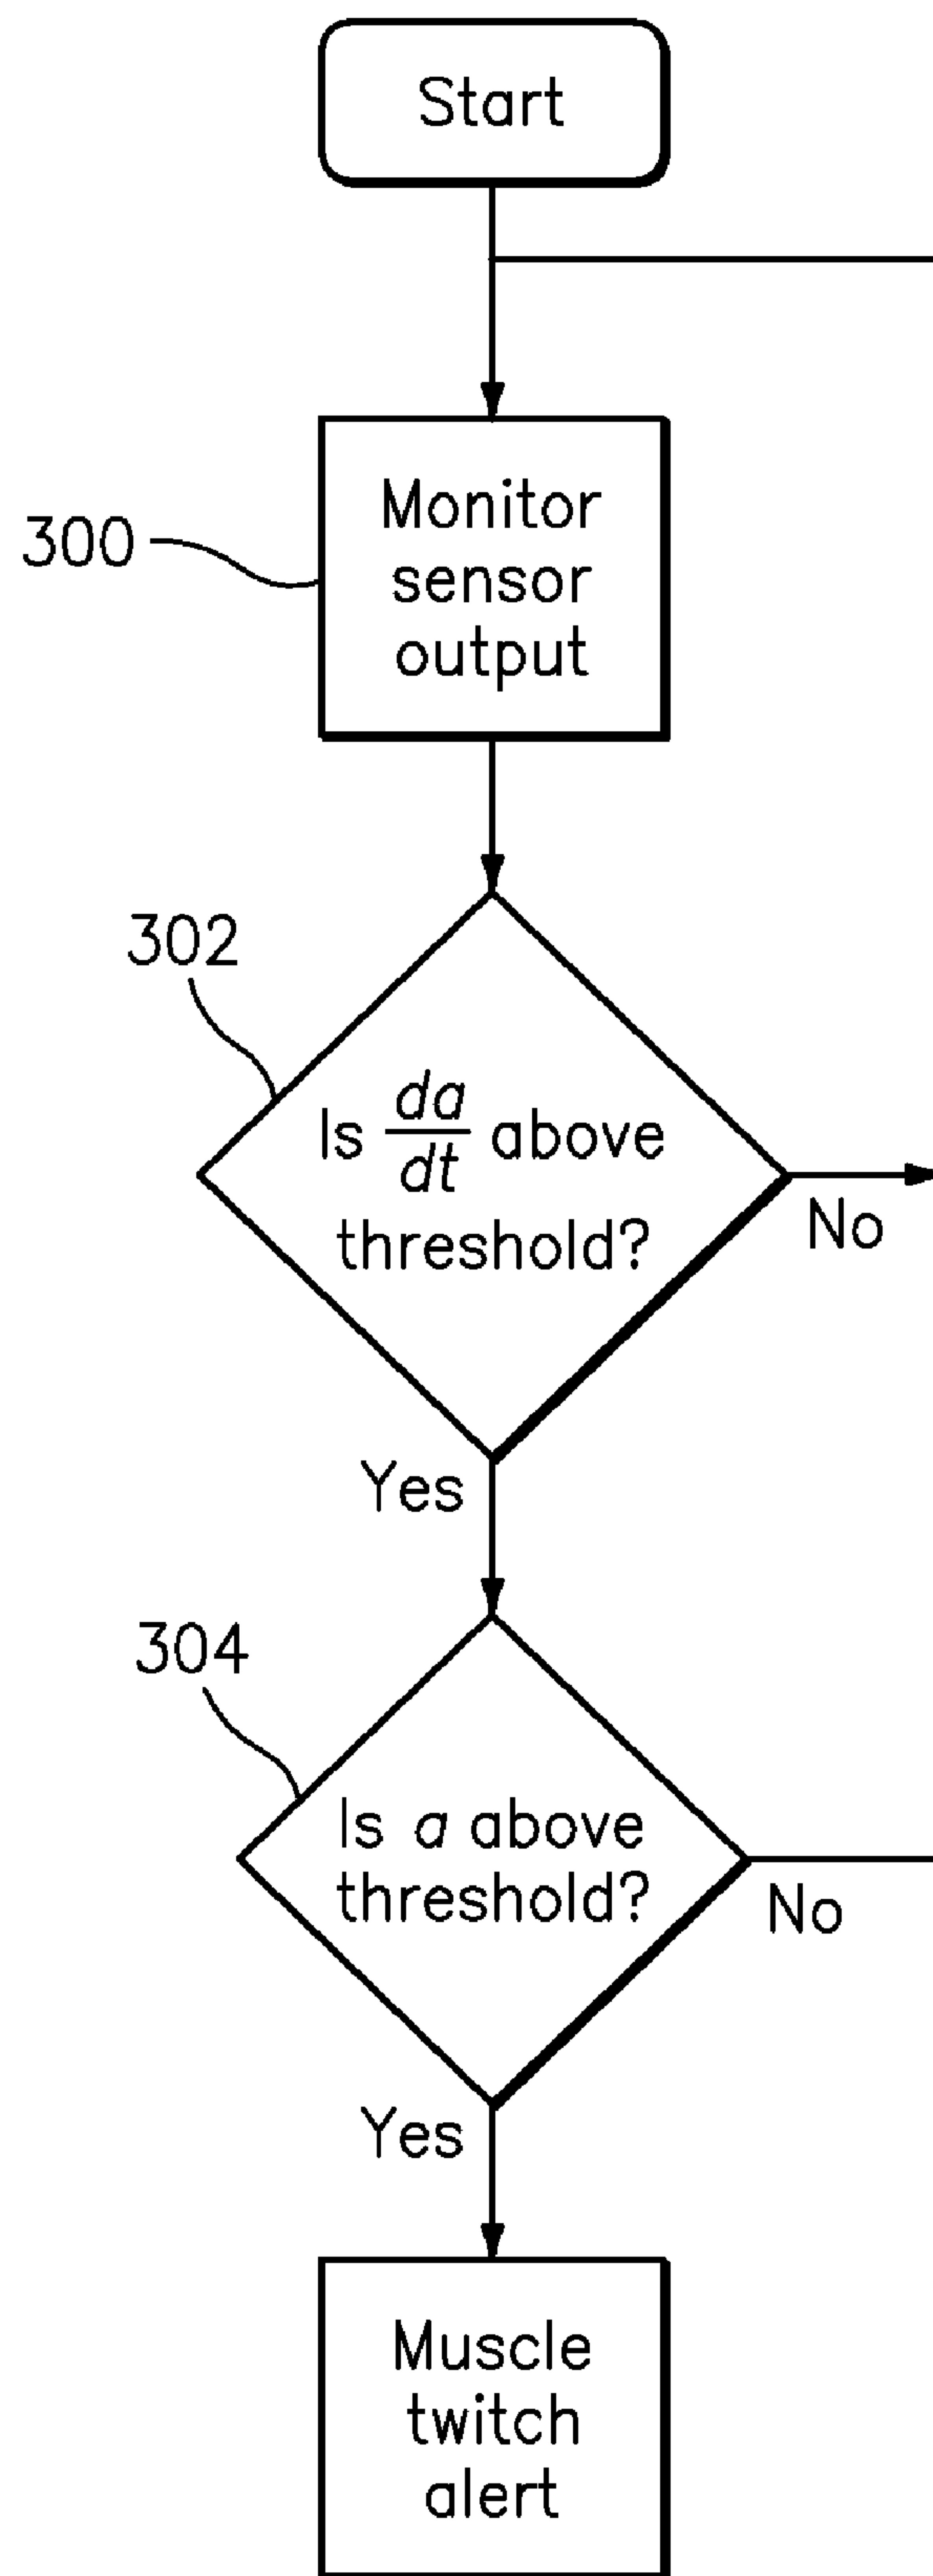 Start
300
Monitor
sensor
output
302
Is da/dt above
threshold?
No
Yes
304
Is a above
threshold?
No
Yes
Muscle
twitch
alert